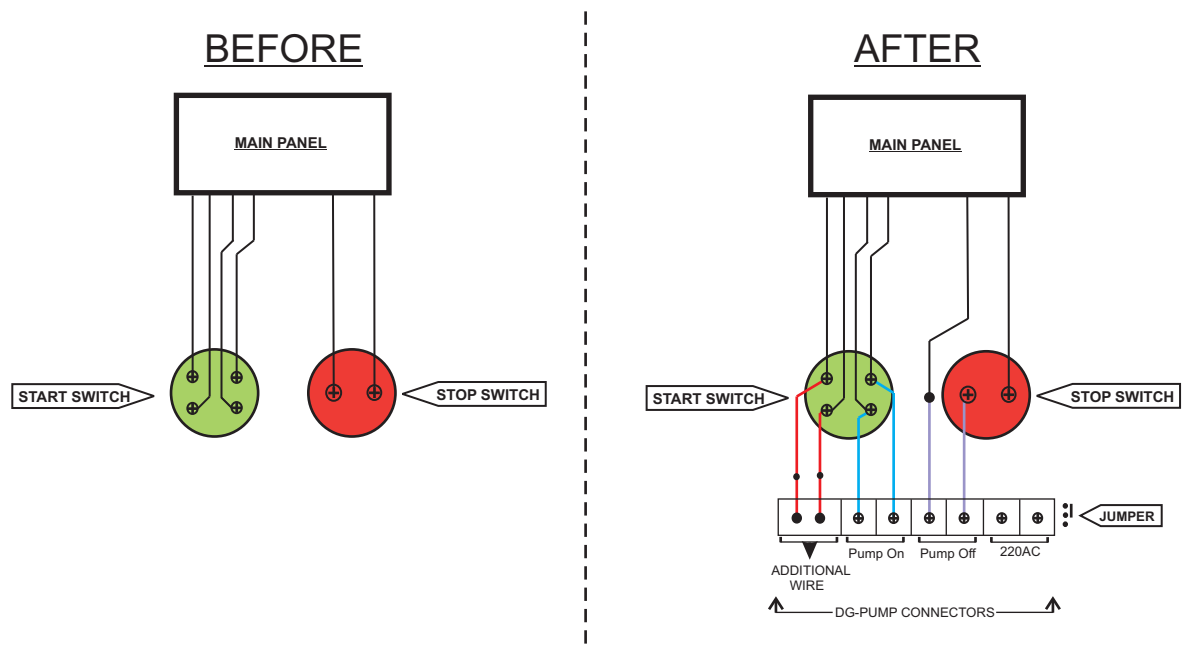 BEFORE
MAIN PANEL
START SWITCH
STOP SWITCH
AFTER
MAIN PANEL
START SWITCH
STOP SWITCH
JUMPER
Pump On
Pump Off
220AC
ADDITIONAL
WIRE
DG-PUMP CONNECTORS